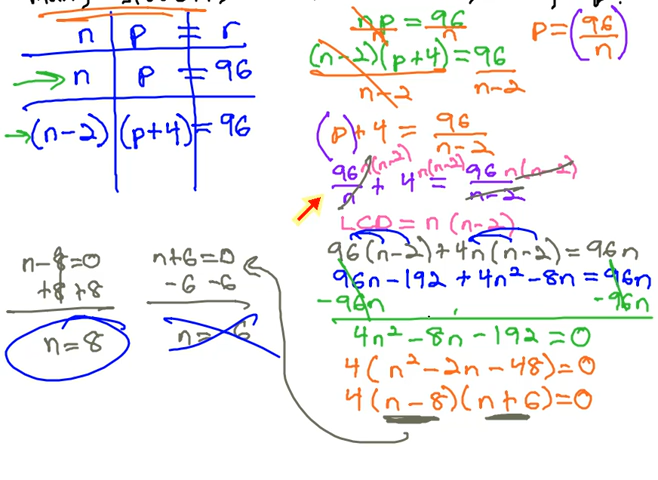 n | p = r
n | p = 96
(n-2) | (p+4) = 96
n-8=0
+8 +8
n=8
n+6=0
-6 -6
n=-6
np/n = 96/n
p=(96/n)
(n-2)(p+4)/n-2 = 96/n-2
(p)+4 = 96/n-2
96/n n(n-2) + 4 n(n-2) = 96/n-2 n(n-2)
LCD = n(n-2)
96(n-2)+4n(n-2)=96n
96n-192+4n²-8n=96n
-96n -96n
4n²-8n-192=0
4(n²-2n-48)=0
4(n-8)(n+6)=0